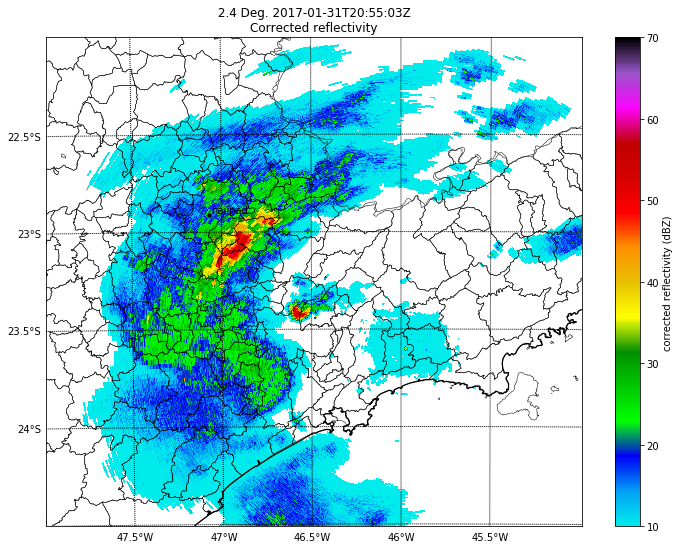 2.4 Deg. 2017-01-31T20:55:03Z
Corrected reflectivity
70
60
50
40
30
20
10
corrected reflectivity (dBZ)
22.5°S
23°S
23.5°S
24°S
47.5°W
47°W
46.5°W
46°W
45.5°W